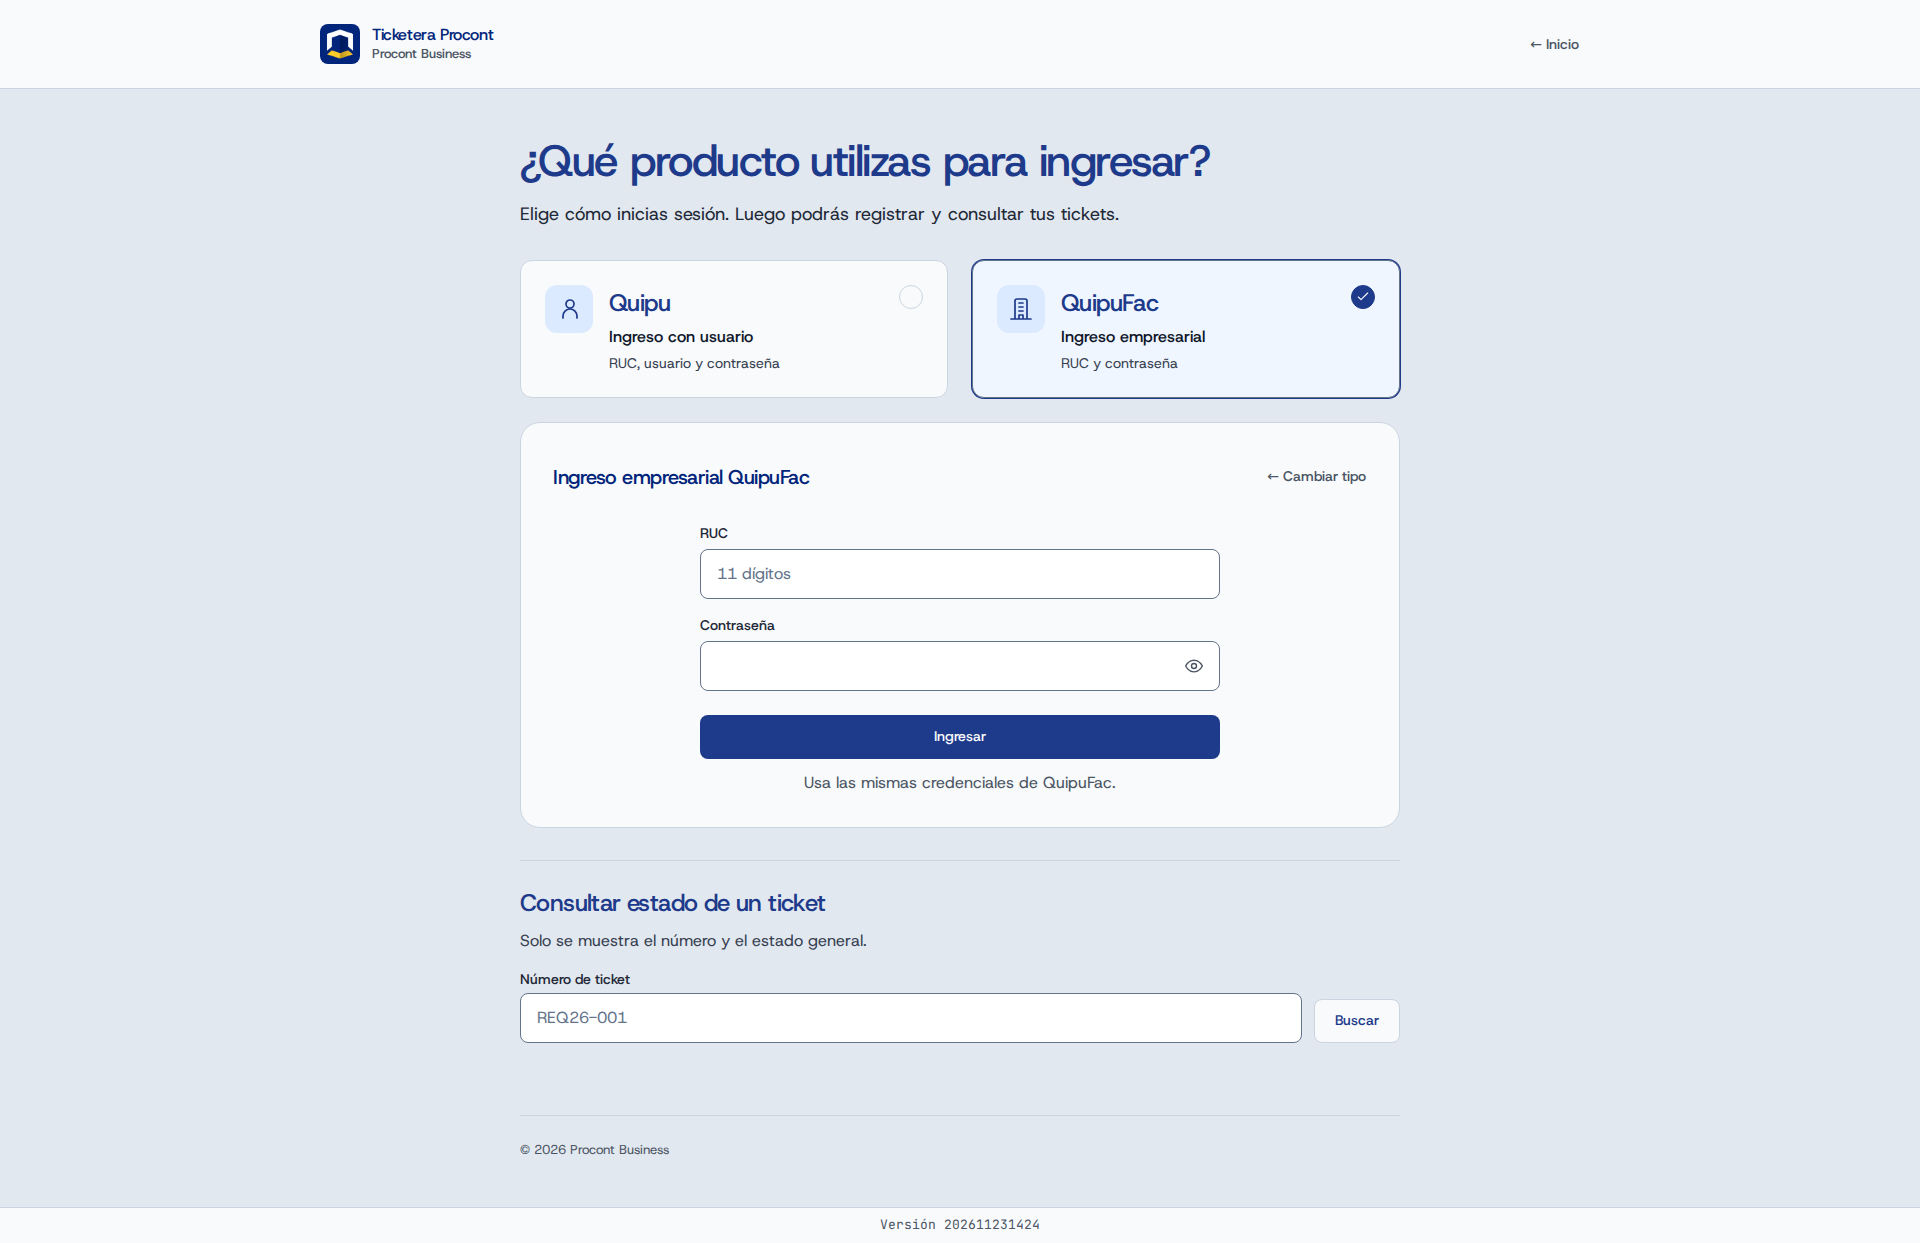 Ticketera Procont
Procont Business
← Inicio
¿Qué producto utilizas para ingresar?
Elige cómo inicias sesión. Luego podrás registrar y consultar tus tickets.
Quipu
Ingreso con usuario
RUC, usuario y contraseña
QuipuFac
Ingreso empresarial
RUC y contraseña
Ingreso empresarial QuipuFac
← Cambiar tipo
RUC
11 dígitos
Contraseña
Ingresar
Usa las mismas credenciales de QuipuFac.
Consultar estado de un ticket
Solo se muestra el número y el estado general.
Número de ticket
REQ26-001
Buscar
© 2026 Procont Business
Versión 202611231424